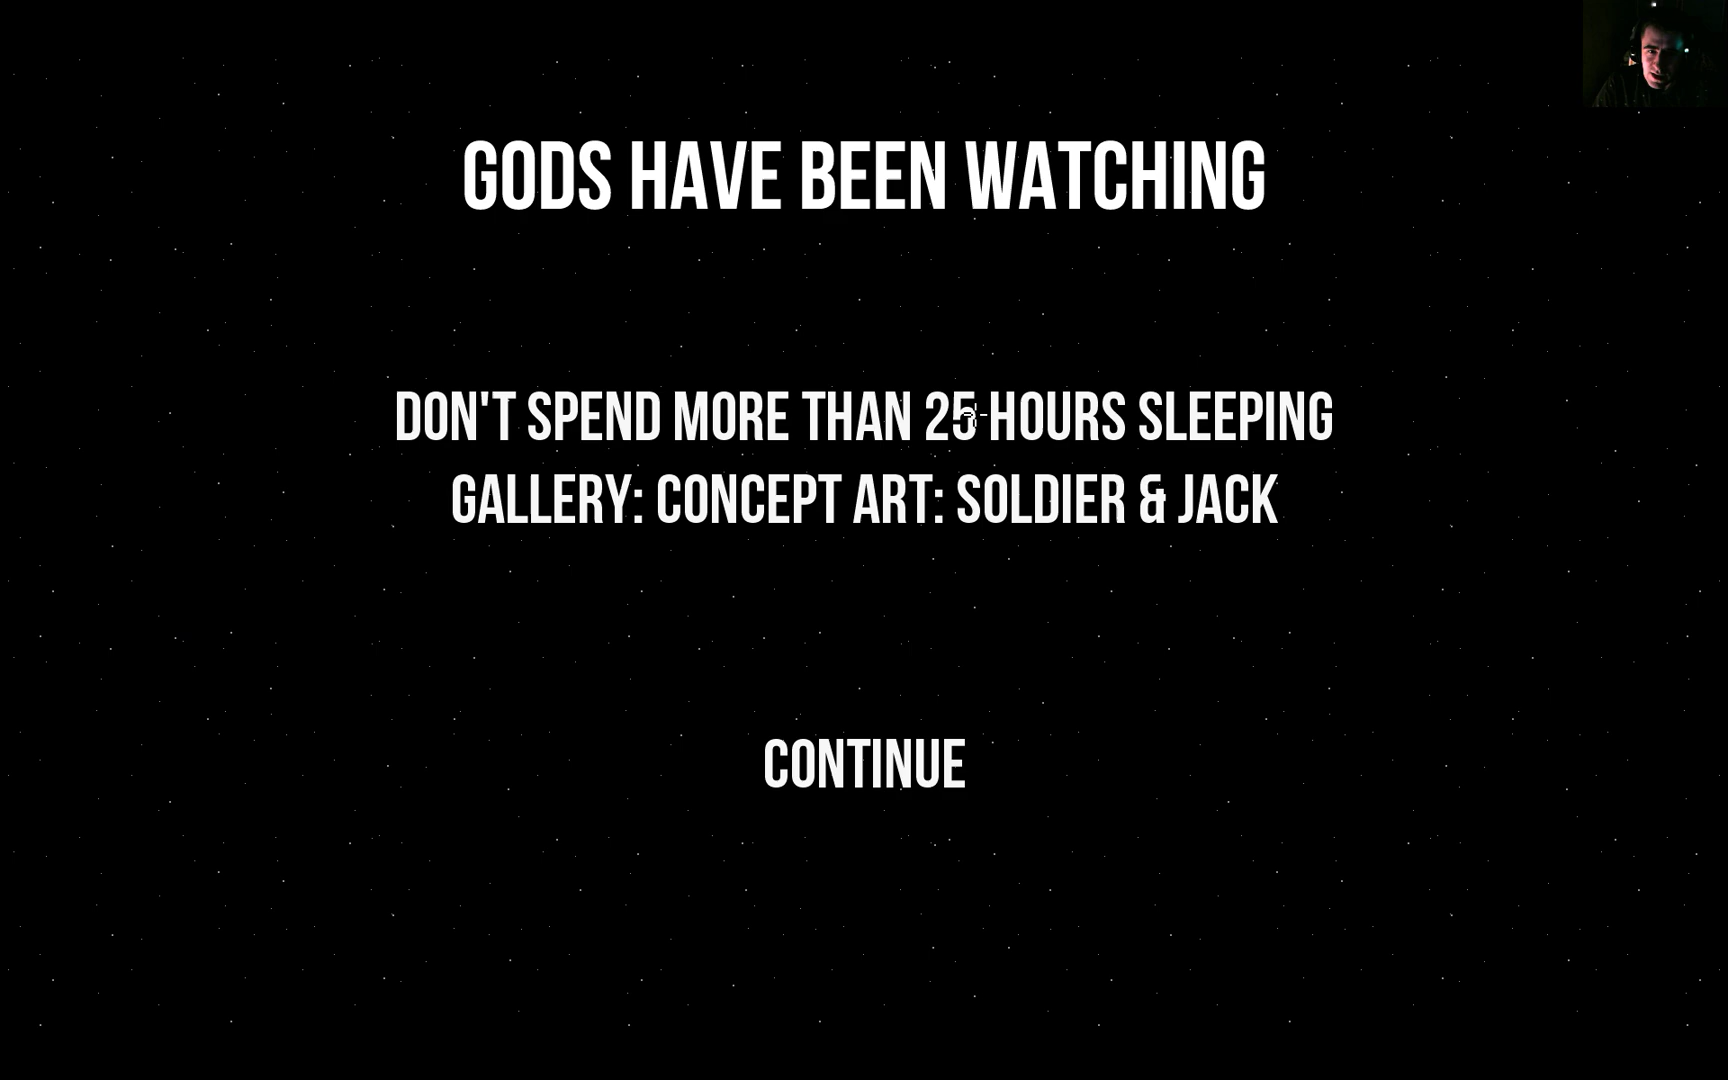 GODS HAVE BEEN WATCHING
DON'T SPEND MORE THAN 25 HOURS SLEEPING
GALLERY: CONCEPT ART: SOLDIER & JACK
CONTINUE